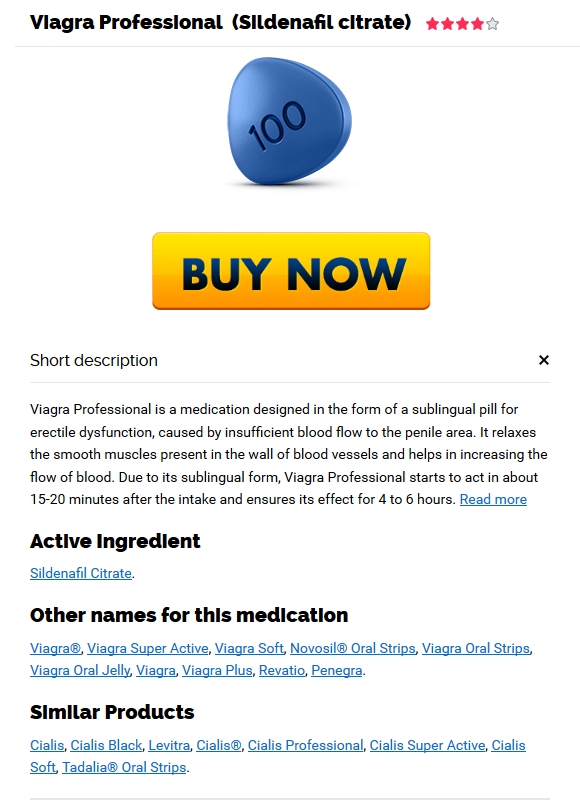 Viagra Professional (Sildenafil citrate)
100
BUY NOW
Short description
Viagra Professional is a medication designed in the form of a sublingual pill for
erectile dysfunction, caused by insufficient blood flow to the penile area. It relaxes
the smooth muscles present in the wall of blood vessels and helps in increasing the
flow of blood. Due to its sublingual form, Viagra Professional starts to act in about
15-20 minutes after the intake and ensures its effect for 4 to 6 hours. Read more
Active Ingredient
Sildenafil Citrate.
Other names for this medication
Viagra®, Viagra Super Active, Viagra Soft, Novosil® Oral Strips, Viagra Oral Strips,
Viagra Oral Jelly, Viagra, Viagra Plus, Revatio, Penegra.
Similar Products
Cialis, Cialis Black, Levitra, Cialis®, Cialis Professional, Cialis Super Active, Cialis
Soft, Tadalia® Oral Strips.